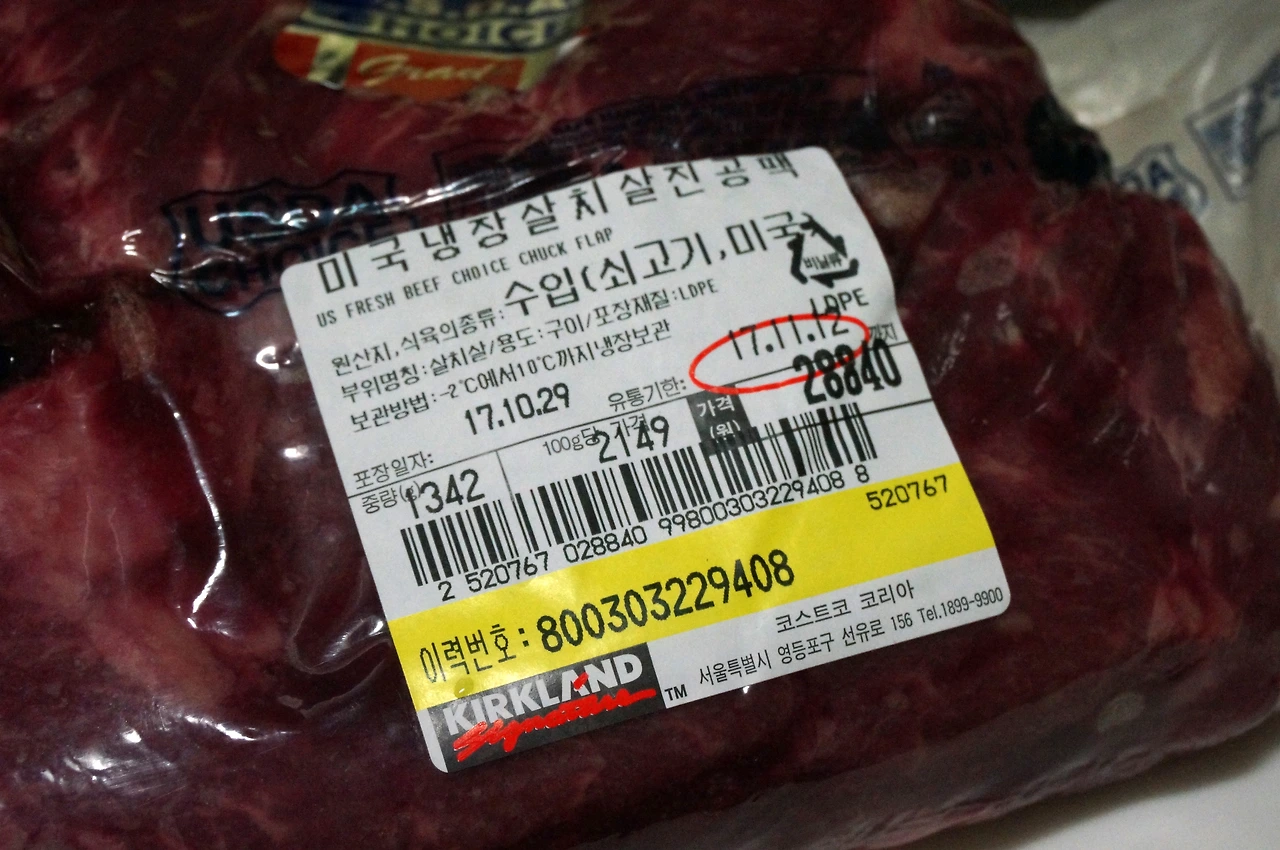 CHOICE
Grad
USDA
CHOICE
미국냉장살치살진공팩
US FRESH BEEF CHOICE CHUCK FLAP
원산지,식육의종류:수입(쇠고기,미국
비닐류
LDPE
부위명칭:살치살/용도:구이/포장재질:LDPE
보관방법:-2℃에서10℃까지냉장보관
포장일자: 17.10.29 유통기한: 17.11.12 까지
중량(g) 1342 100g당 가격 2149 가격(원) 28840
2 520767 028840 99800303229408 8
520767
이력번호:800303229408
코스트코 코리아
KIRKLAND
Signature
TM
서울특별시 영등포구 선유로 156 Tel.1899-9900